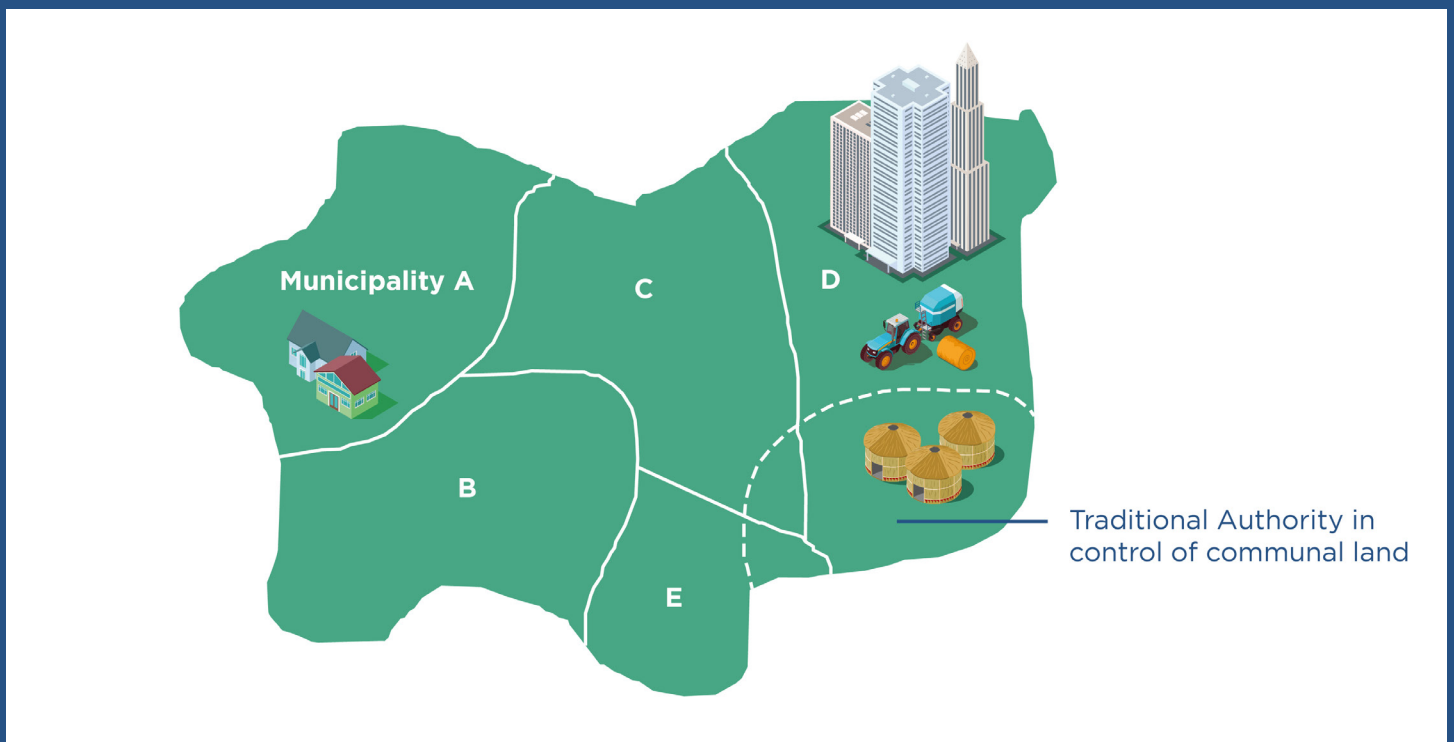 Municipality A
C
D
B
E
Traditional Authority in
control of communal land